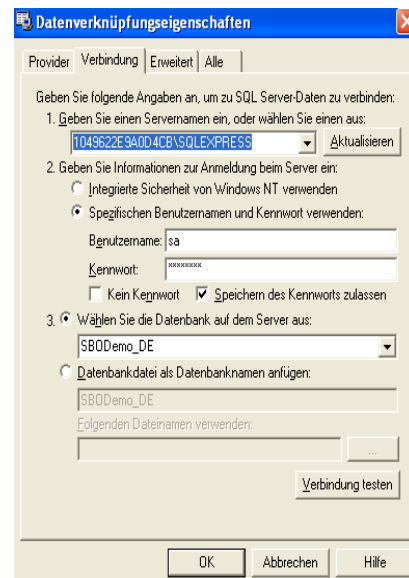 Datenverknüpfungseigenschaften
Provider Verbindung Erweitert Alle
Geben Sie folgende Angaben an, um zu SQL Server-Daten zu verbinden:
1. Geben Sie einen Servernamen ein, oder wählen Sie einen aus:
1049622E9A0D4CB\SQLEXPRESS Aktualisieren
2. Geben Sie Informationen zur Anmeldung beim Server ein:
Integrierte Sicherheit von Windows NT verwenden
Spezifischen Benutzernamen und Kennwort verwenden:
Benutzername: sa
Kennwort: xxxxxxxx
Kein Kennwort Speichern des Kennworts zulassen
3. Wählen Sie die Datenbank auf dem Server aus:
SBODemo_DE
Datenbankdatei als Datenbanknamen anfügen:
SBODemo_DE
Folgenden Dateinamen verwenden:
...
Verbindung testen
OK Abbrechen Hilfe